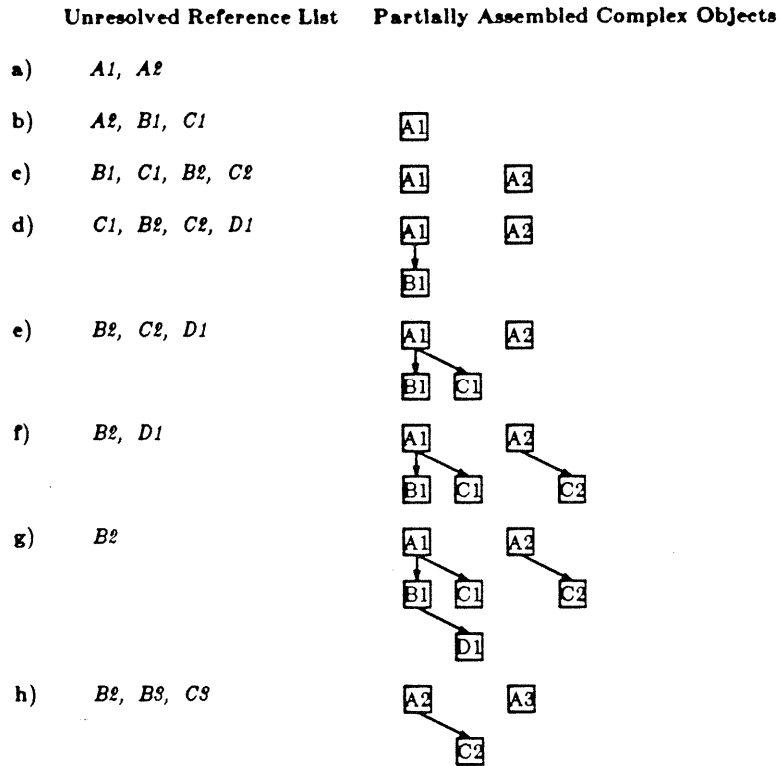 Unresolved Reference List Partially Assembled Complex Objects
a) A1, A2
b) A2, B1, C1
A1
c) B1, C1, B2, C2
A1 A2
d) C1, B2, C2, D1
A1 A2
B1
e) B2, C2, D1
A1 A2
B1 C1
f) B2, D1
A1 A2
B1 C1 C2
g) B2
A1 A2
B1 C1 C2
D1
h) B2, B3, C3
A2 A3
C2